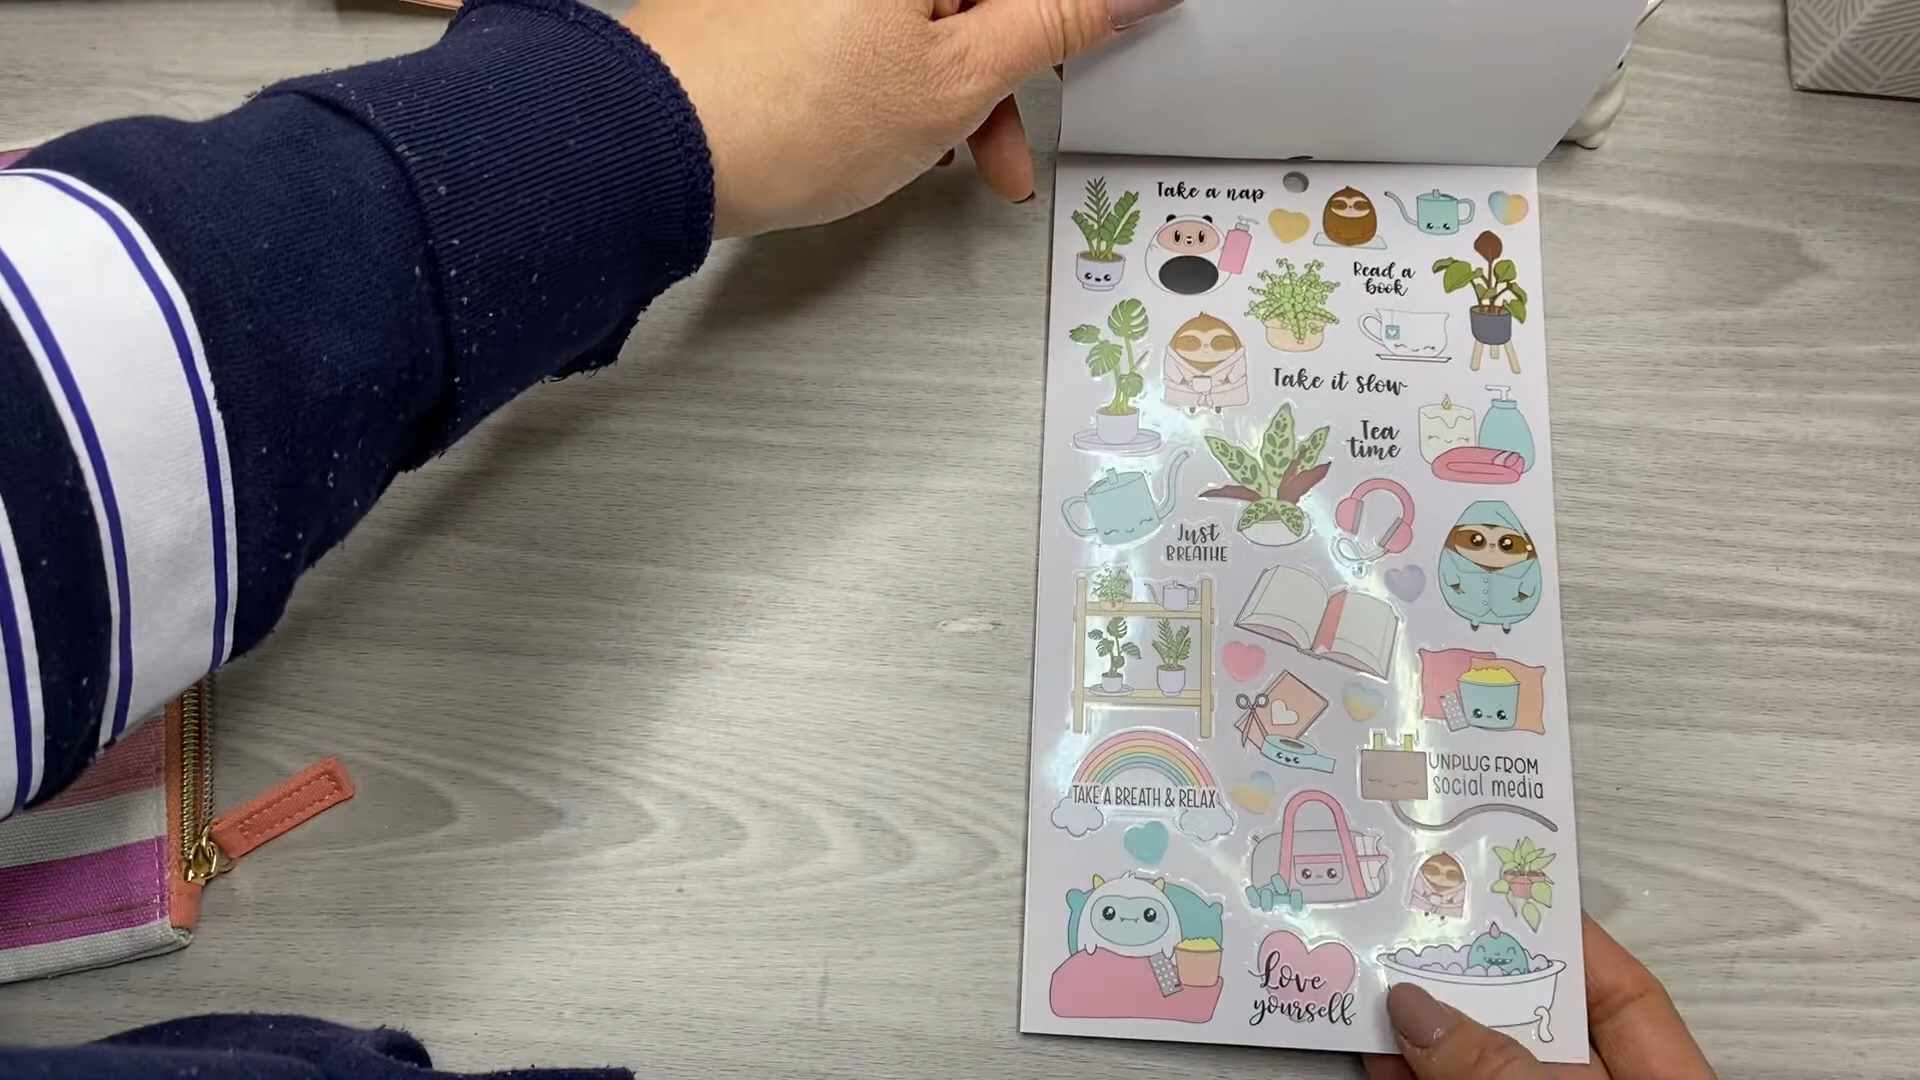 Take a nap
Read a
book
Take it slow
Tea
time
Just
BREATHE
UNPLUG FROM
social media
TAKE A BREATH & RELAX
Love
yourself